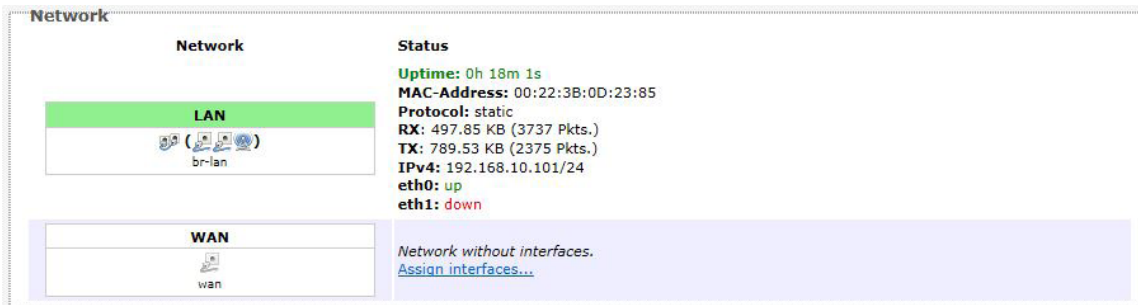 Network
Network
Status
LAN
( )
br-lan
Uptime: 0h 18m 1s
MAC-Address: 00:22:3B:0D:23:85
Protocol: static
RX: 497.85 KB (3737 Pkts.)
TX: 789.53 KB (2375 Pkts.)
IPv4: 192.168.10.101/24
eth0: up
eth1: down
WAN
wan
Network without interfaces.
Assign interfaces...